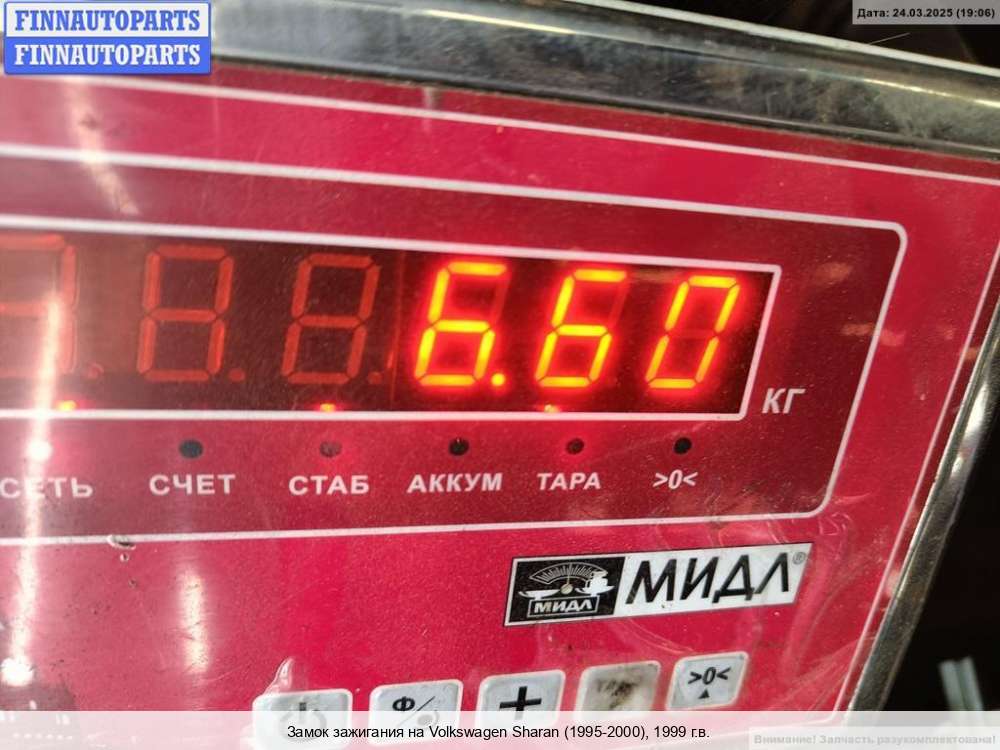 FINNAUTOPARTS
FINNAUTOPARTS
Дата: 24.03.2025 (19:06)
6.60
КГ
СЕТЬ СЧЕТ СТАБ АККУМ ТАРА >0<
МИДЛ МИДЛ®
Ф/ + >0<
Замок зажигания на Volkswagen Sharan (1995-2000), 1999 г.в.
Внимание! Запчасть разукомплектована!